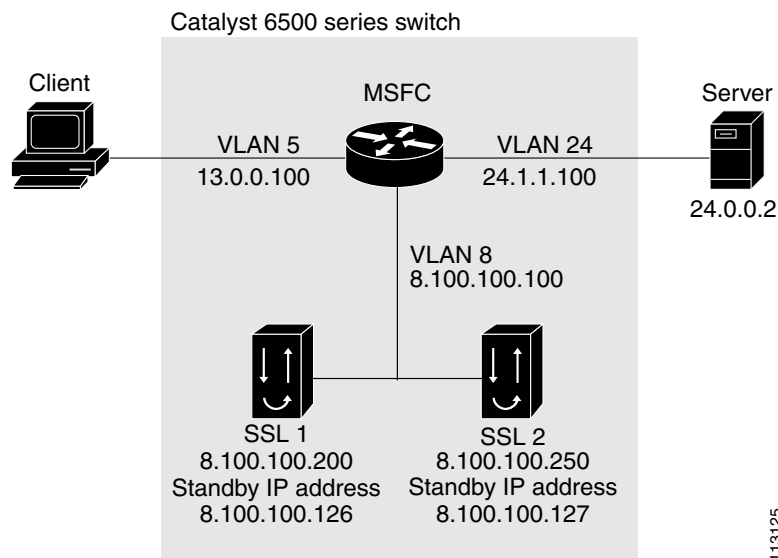 Catalyst 6500 series switch
Client
MSFC
Server
VLAN 5
13.0.0.100
VLAN 24
24.1.1.100
24.0.0.2
VLAN 8
8.100.100.100
SSL 1
8.100.100.200
Standby IP address
8.100.100.126
SSL 2
8.100.100.250
Standby IP address
8.100.100.127
113125